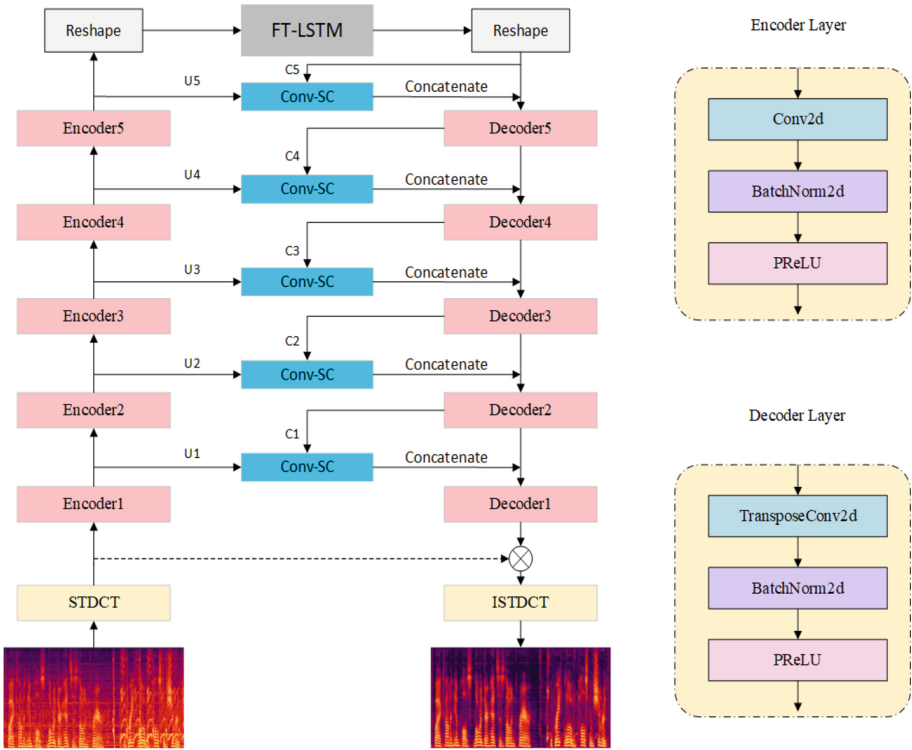 Reshape
FT-LSTM
Reshape
Encoder Layer
U5
C5
Conv-SC
Concatenate
Encoder5
Decoder5
Conv2d
U4
C4
Conv-SC
Concatenate
BatchNorm2d
Encoder4
Decoder4
U3
C3
Conv-SC
Concatenate
PReLU
Encoder3
Decoder3
U2
C2
Conv-SC
Concatenate
Encoder2
Decoder2
Decoder Layer
U1
C1
Conv-SC
Concatenate
Encoder1
Decoder1
TransposeConv2d
STDCT
ISTDCT
BatchNorm2d
PReLU